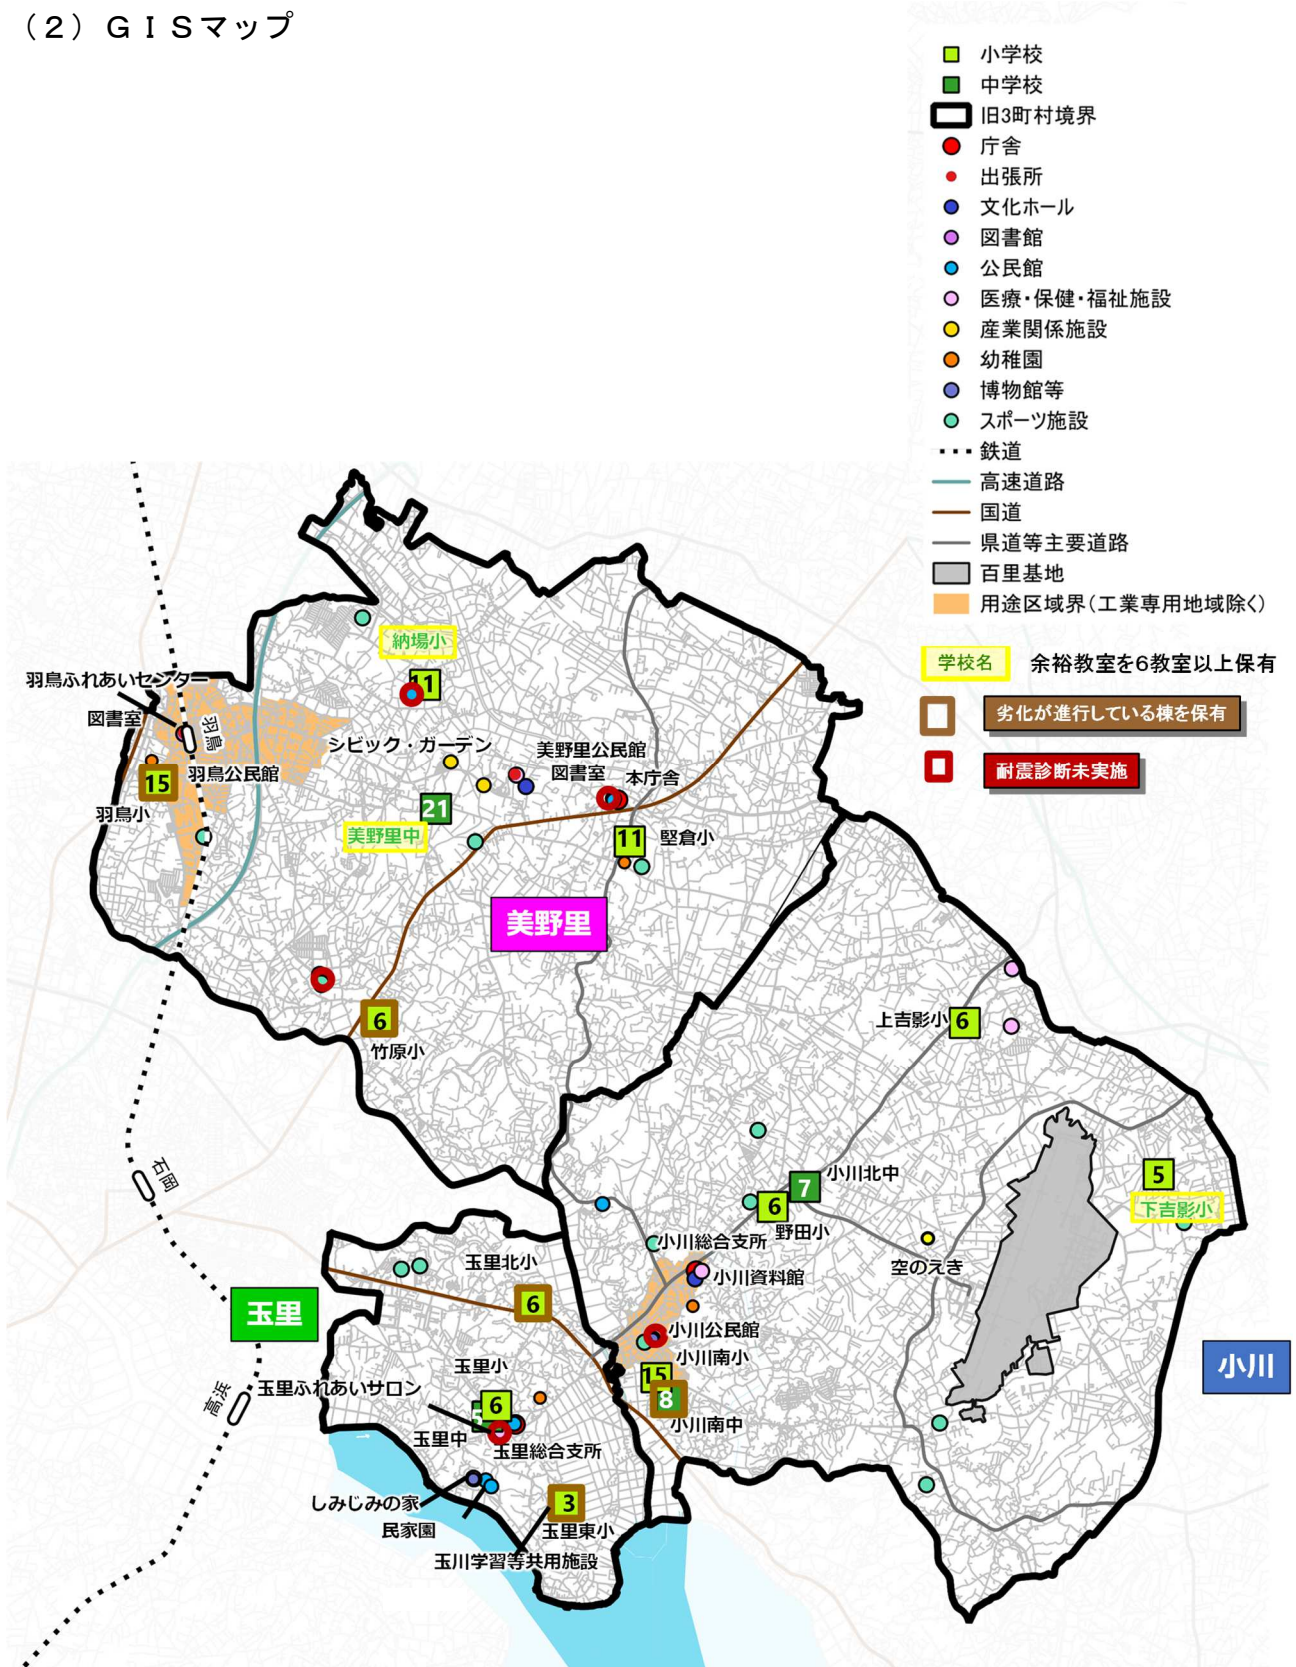 （２）ＧＩＳマップ
小学校
中学校
旧3町村境界
庁舎
出張所
文化ホール
図書館
公民館
医療・保健・福祉施設
産業関係施設
幼稚園
博物館等
スポーツ施設
鉄道
高速道路
国道
県道等主要道路
百里基地
用途区域界（工業専用地域除く）
学校名 余裕教室を６教室以上保有
劣化が進行している棟を保有
耐震診断未実施
納場小
11
羽鳥ふれあいセンター
図書室
羽鳥
羽鳥公民館
15
羽鳥小
シビック・ガーデン
美野里公民館
図書室
本庁舎
21
美野里中
11
堅倉小
美野里
6
竹原小
上吉影小
6
5
下吉影小
小川北中
7
6
野田小
小川総合支所
小川資料館
空のえき
小川公民館
小川南小
15
8
小川南中
小川
石岡
高浜
玉里
玉里北小
6
玉里小
玉里ふれあいサロン
6
5
玉里中
玉里総合支所
しみじみの家
民家園
3
玉里東小
玉川学習等共用施設